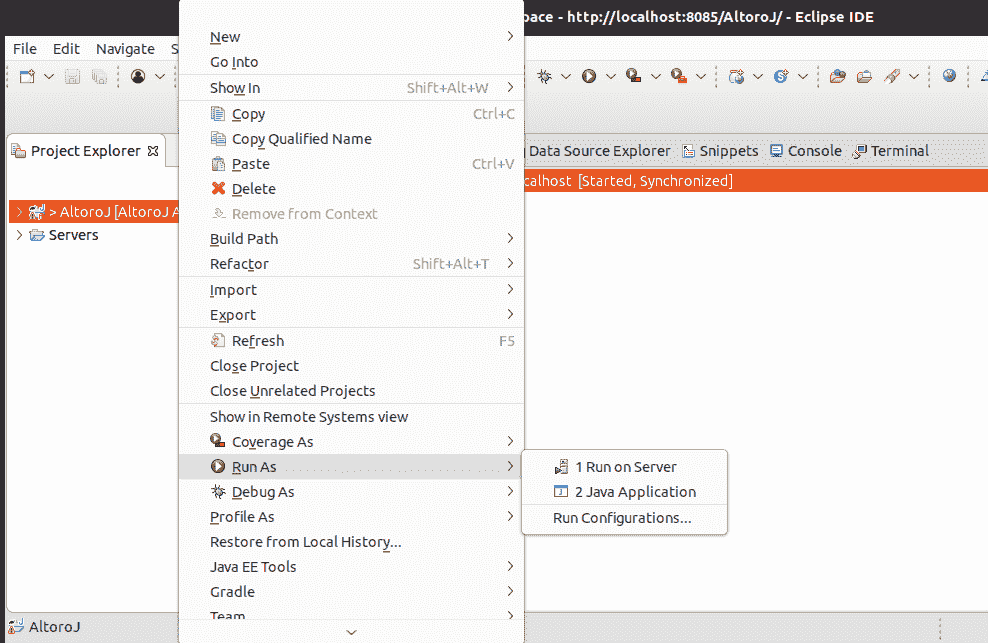 pace - http://localhost:8085/AltoroJ/ - Eclipse IDE
File Edit Navigate S
Project Explorer
Data Source Explorer Snippets Console Terminal
calhost [Started, Synchronized]
> AltoroJ [AltoroJ A
Servers
New
Go Into
Show In Shift+Alt+W
Copy Ctrl+C
Copy Qualified Name
Paste Ctrl+V
Delete
Remove from Context
Build Path
Refactor Shift+Alt+T
Import
Export
Refresh F5
Close Project
Close Unrelated Projects
Show in Remote Systems view
Coverage As
Run As
1 Run on Server
2 Java Application
Run Configurations...
Debug As
Profile As
Restore from Local History...
Java EE Tools
Gradle
Team
AltoroJ